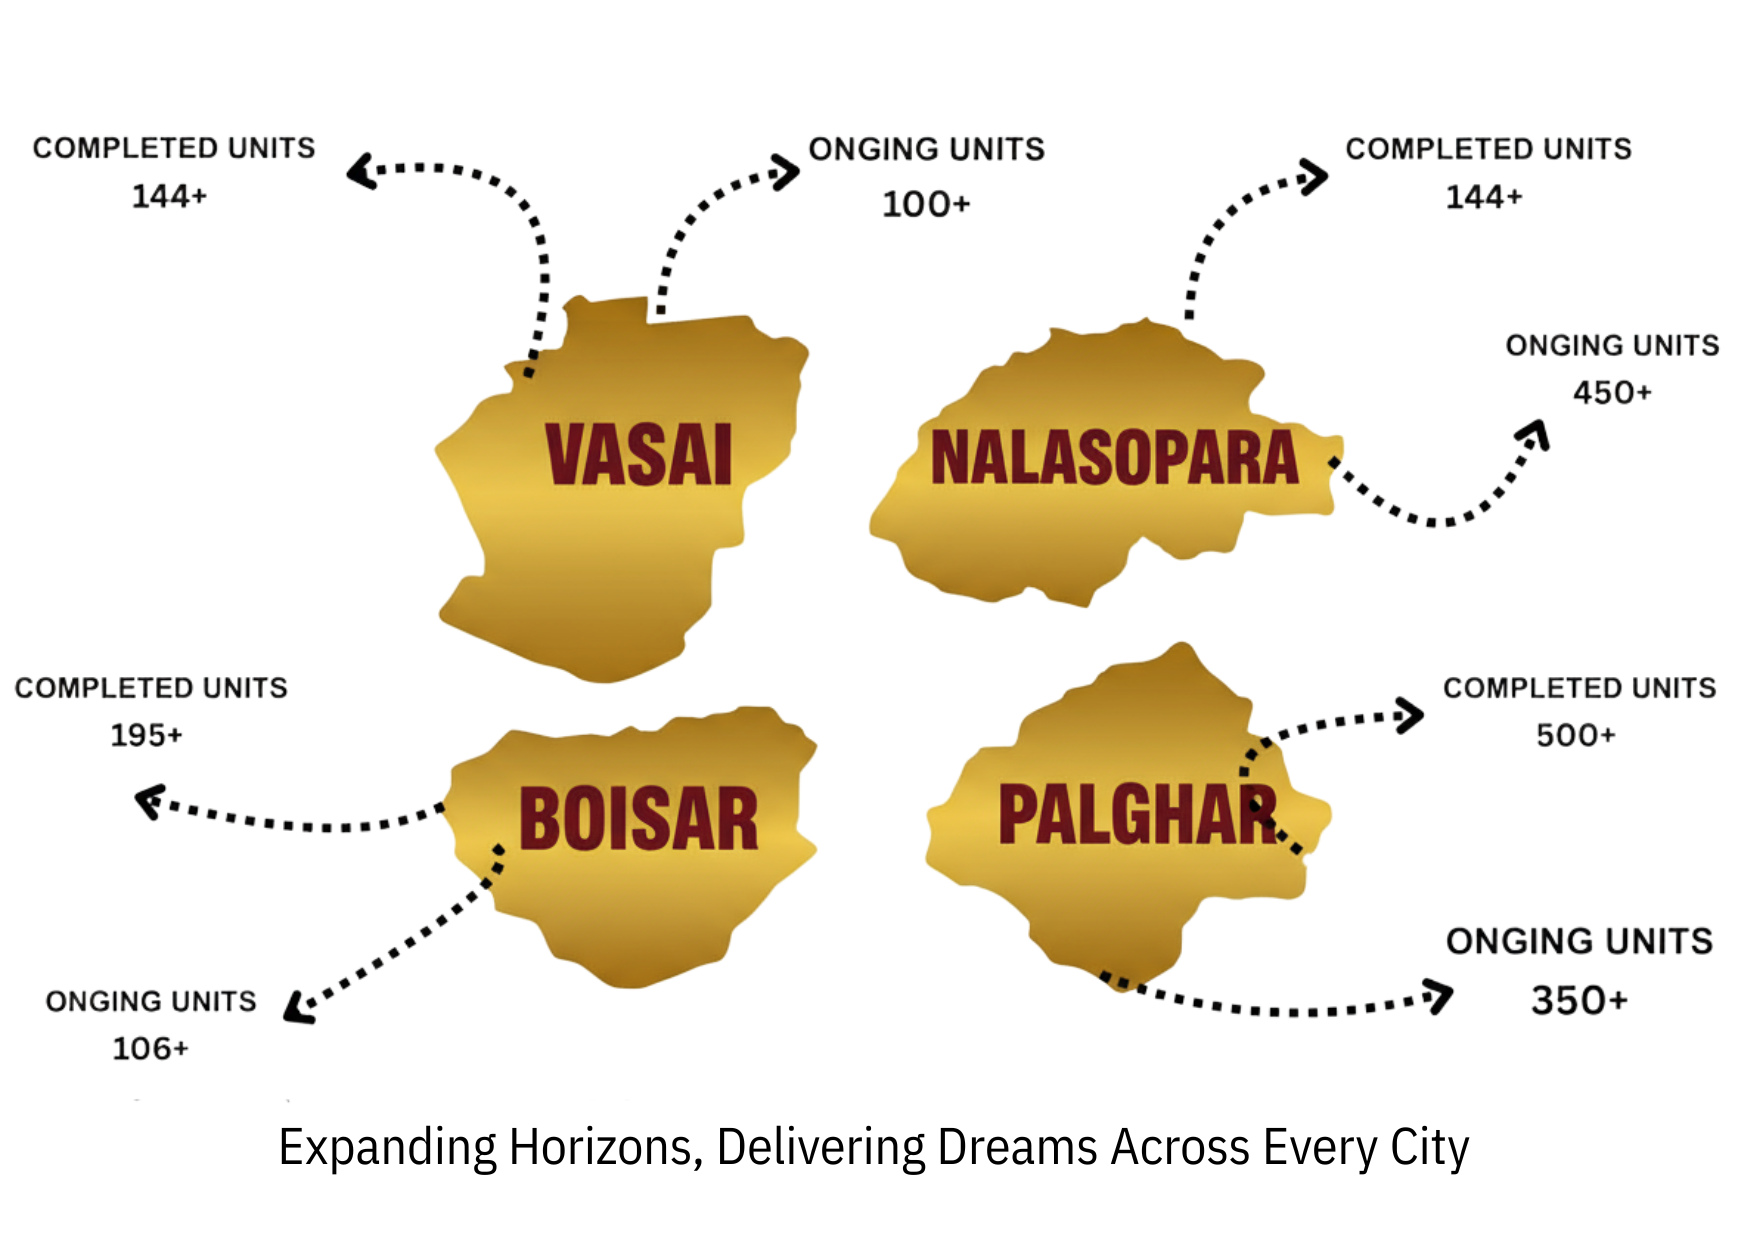 COMPLETED UNITS
144+
ONGING UNITS
100+
COMPLETED UNITS
144+
ONGING UNITS
450+
VASAI
NALASOPARA
COMPLETED UNITS
195+
COMPLETED UNITS
500+
BOISAR
PALGHAR
ONGING UNITS
106+
ONGING UNITS
350+
Expanding Horizons, Delivering Dreams Across Every City